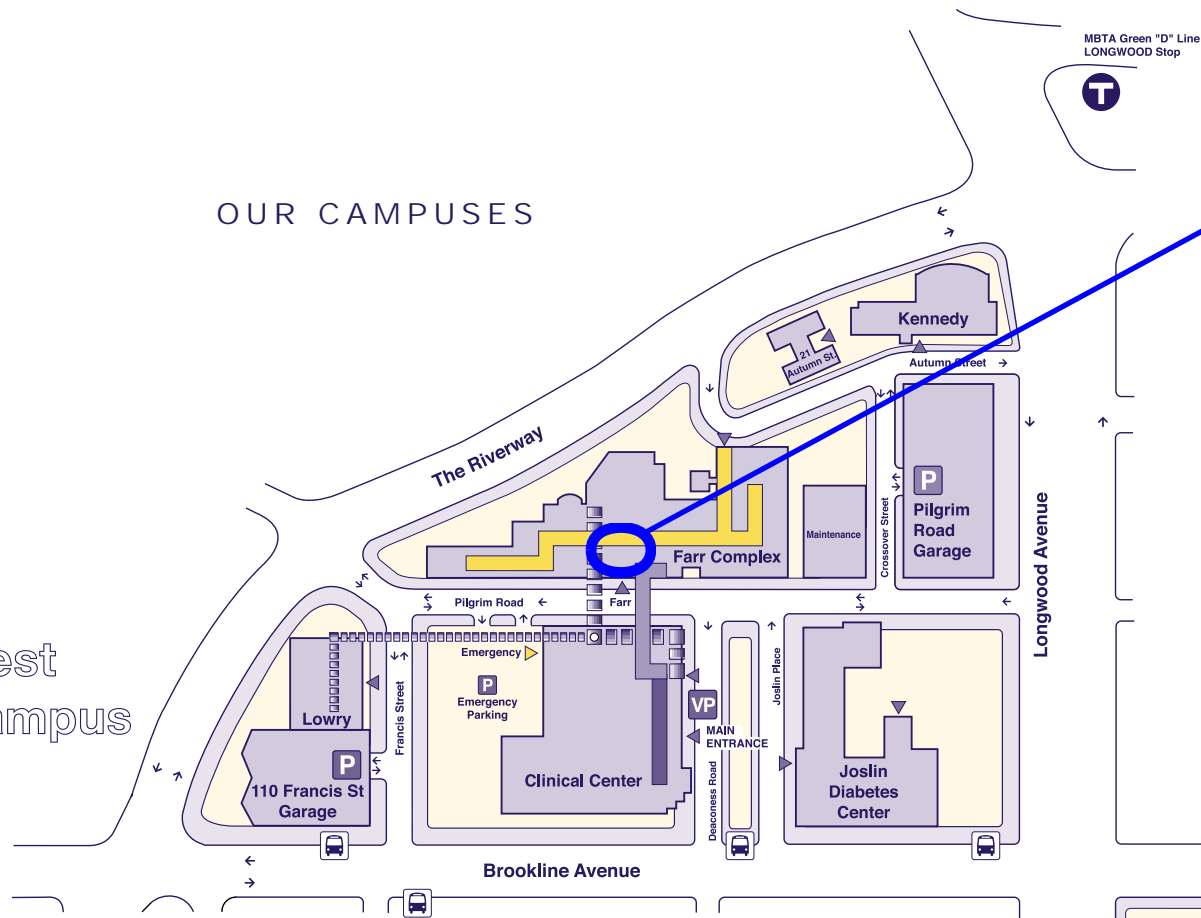 MBTA Green "D" Line
LONGWOOD Stop
T
OUR CAMPUSES
Kennedy
21
Autumn St.
Autumn Street
The Riverway
P
Pilgrim
Road
Garage
Maintenance
Crossover Street
Longwood Avenue
Farr Complex
Pilgrim Road
Farr
Emergency
P
Emergency
Parking
Francis Street
Lowry
P
110 Francis St
Garage
est
ampus
VP
MAIN
ENTRANCE
Clinical Center
Deaconess Road
Joslin Place
Joslin
Diabetes
Center
Brookline Avenue